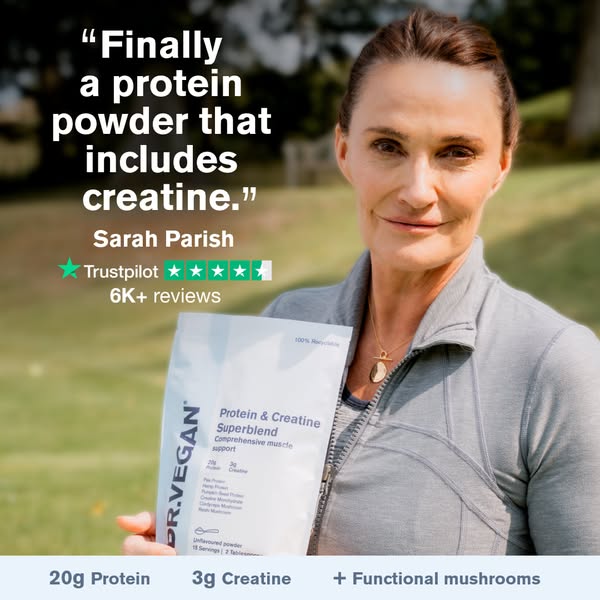 “Finally
a protein
powder that
includes
creatine.”
Sarah Parish
Trustpilot
6K+ reviews
100% Recyclable
DR.VEGAN®
Protein & Creatine
Superblend
Comprehensive muscle
support
20g 3g
Protein Creatine
Pea Protein
Hemp Protein
Pumpkin Seed Protein
Creatine Monohydrate
Cordyceps Mushroom
Reishi Mushroom
Unflavoured powder
15 Servings | 2 Tablespoons
20g Protein 3g Creatine + Functional mushrooms